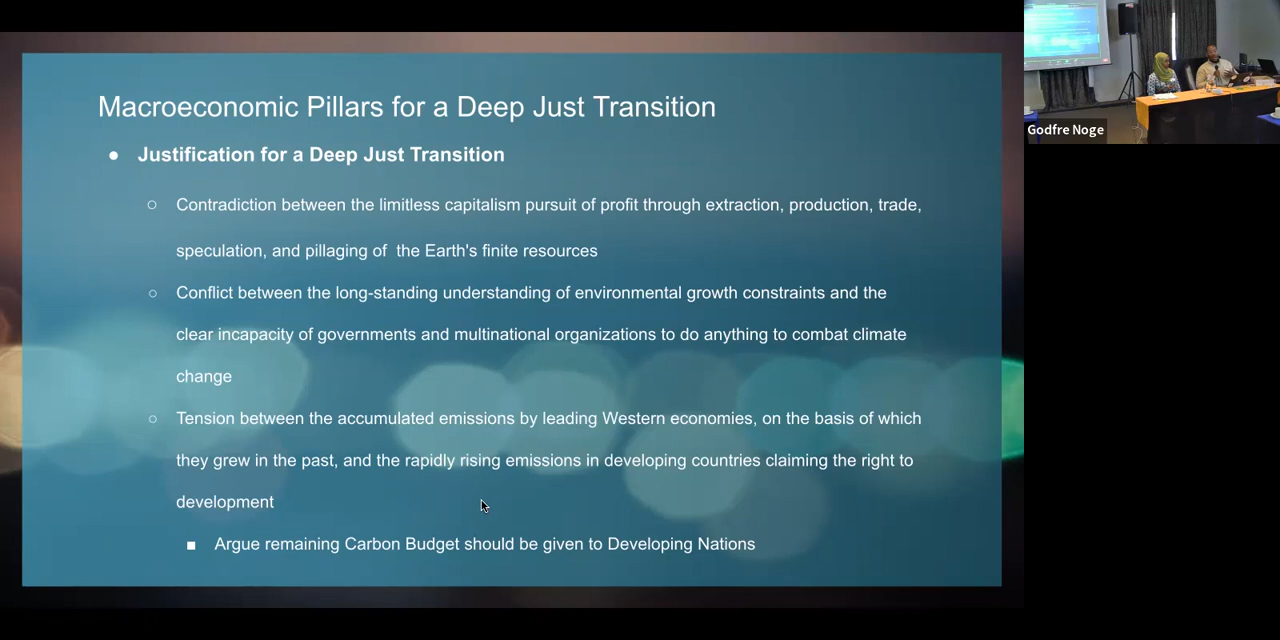 Macroeconomic Pillars for a Deep Just Transition
● Justification for a Deep Just Transition
○ Contradiction between the limitless capitalism pursuit of profit through extraction, production, trade,
speculation, and pillaging of  the Earth's finite resources
○ Conflict between the long-standing understanding of environmental growth constraints and the
clear incapacity of governments and multinational organizations to do anything to combat climate
change
○ Tension between the accumulated emissions by leading Western economies, on the basis of which
they grew in the past, and the rapidly rising emissions in developing countries claiming the right to
development
■ Argue remaining Carbon Budget should be given to Developing Nations
Godfre Noge